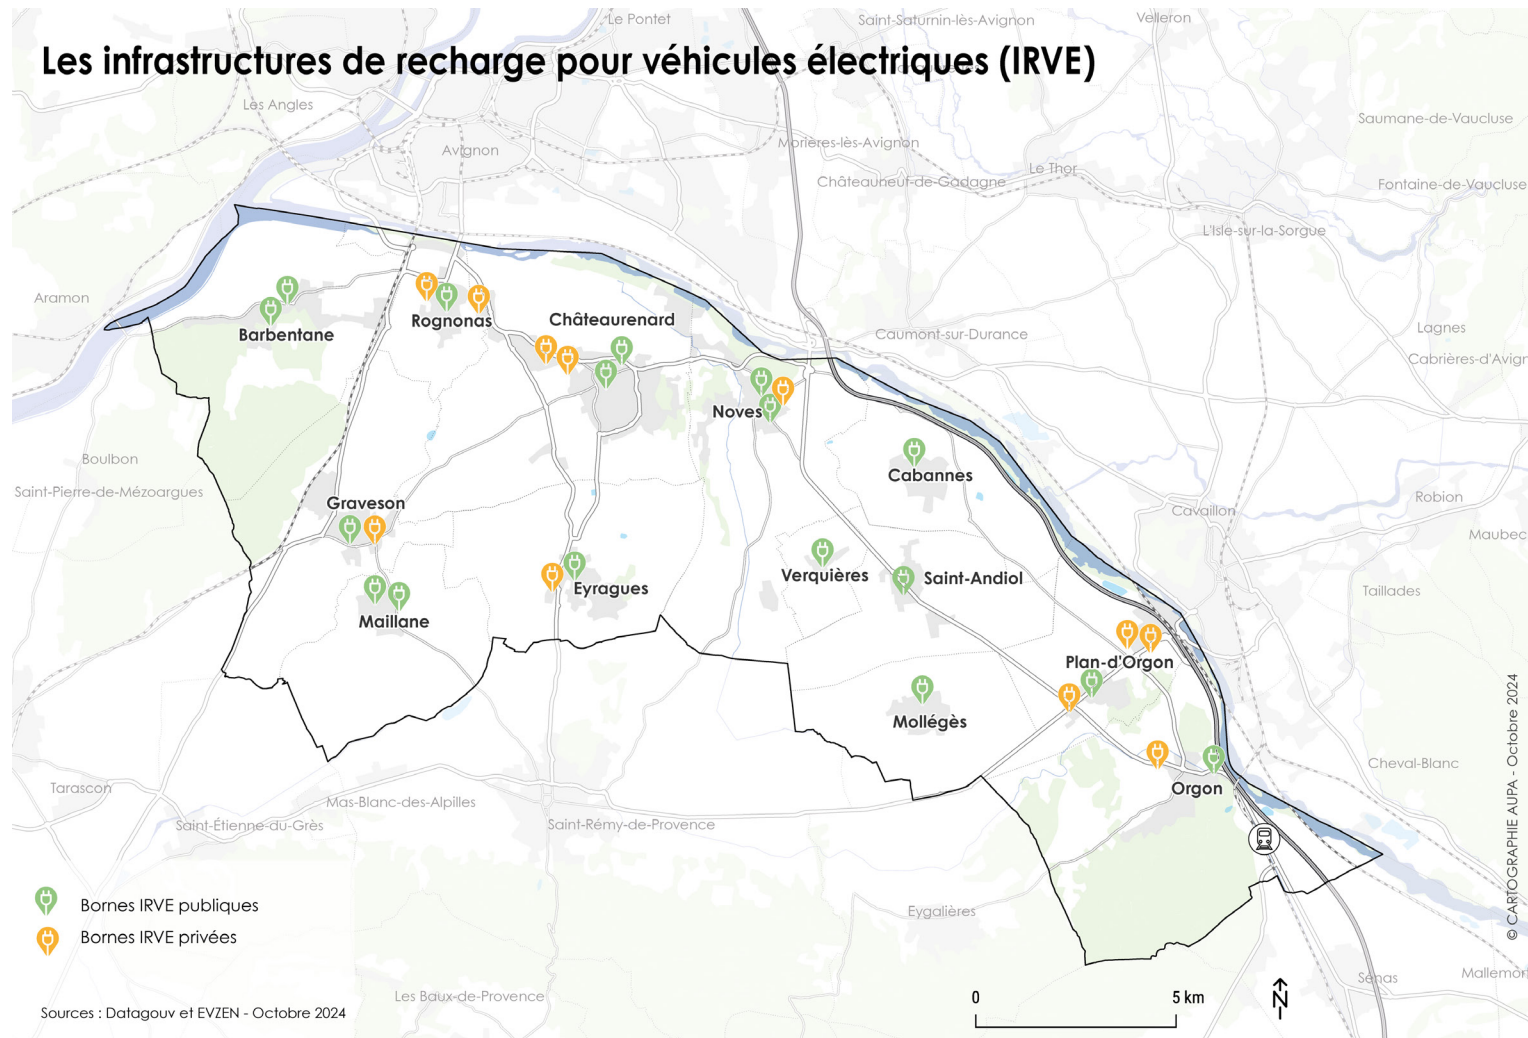 Le Pontet
Saint-Saturnin-lès-Avignon
Velleron
Les infrastructures de recharge pour véhicules électriques (IRVE)
Les Angles
Saumane-de-Vaucluse
Avignon
Morières-lès-Avignon
Le Thor
Châteauneuf-de-Gadagne
Fontaine-de-Vaucluse
L'Isle-sur-la-Sorgue
Aramon
Barbentane
Rognonas
Châteaurenard
Caumont-sur-Durance
Lagnes
Cabrières-d'Avign
Noves
Boulbon
Cabannes
Saint-Pierre-de-Mézoargues
Graveson
Robion
Cavaillon
Maubec
Verquières
Saint-Andiol
Eyragues
Taillades
Maillane
Plan-d'Orgon
Mollégès
Cheval-Blanc
Tarascon
Orgon
Mas-Blanc-des-Alpilles
Saint-Étienne-du-Grès
Saint-Rémy-de-Provence
Bornes IRVE publiques
Eygalières
Bornes IRVE privées
Sénas
Mallemor
Les Baux-de-Provence
0
5 km
N
Sources : Datagouv et EVZEN - Octobre 2024
© CARTOGRAPHIE AUPA - Octobre 2024